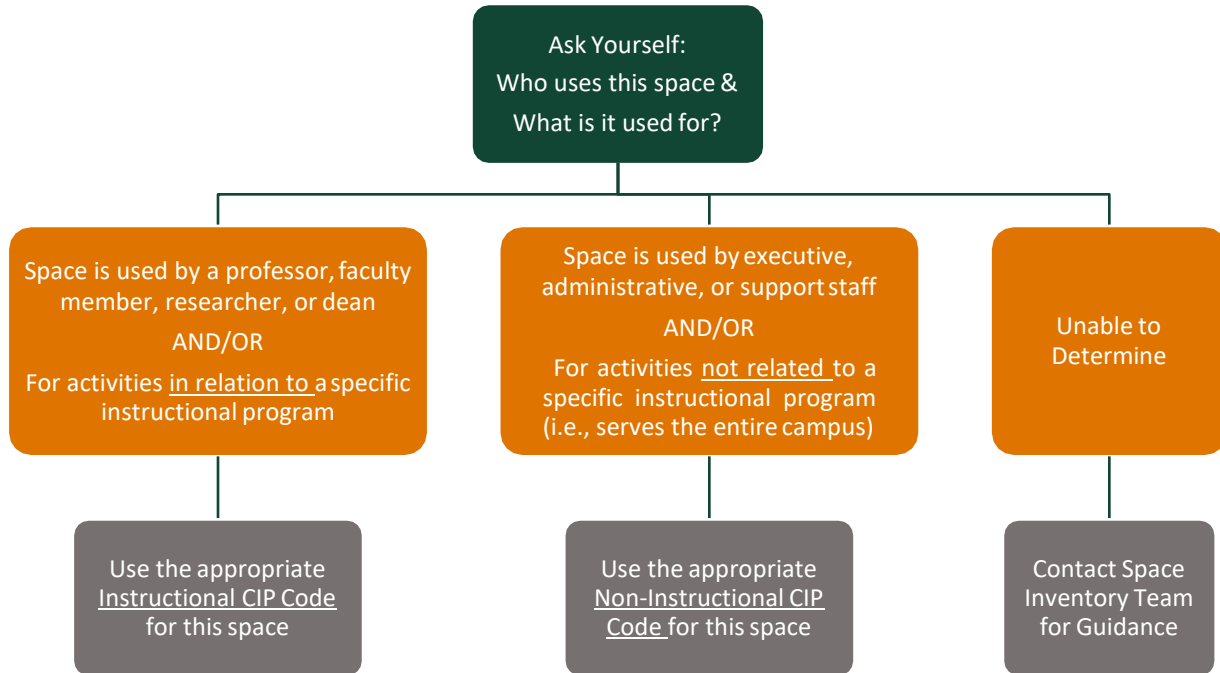 Ask Yourself:
Who uses this space &
What is it used for?
Space is used by a professor, faculty
member, researcher, or dean
AND/OR
For activities in relation to a specific
instructional program
Space is used by executive,
administrative, or support staff
AND/OR
For activities not related to a
specific instructional program
(i.e., serves the entire campus)
Unable to
Determine
Use the appropriate
Instructional CIP Code
for this space
Use the appropriate
Non-Instructional CIP
Code for this space
Contact Space
Inventory Team
for Guidance